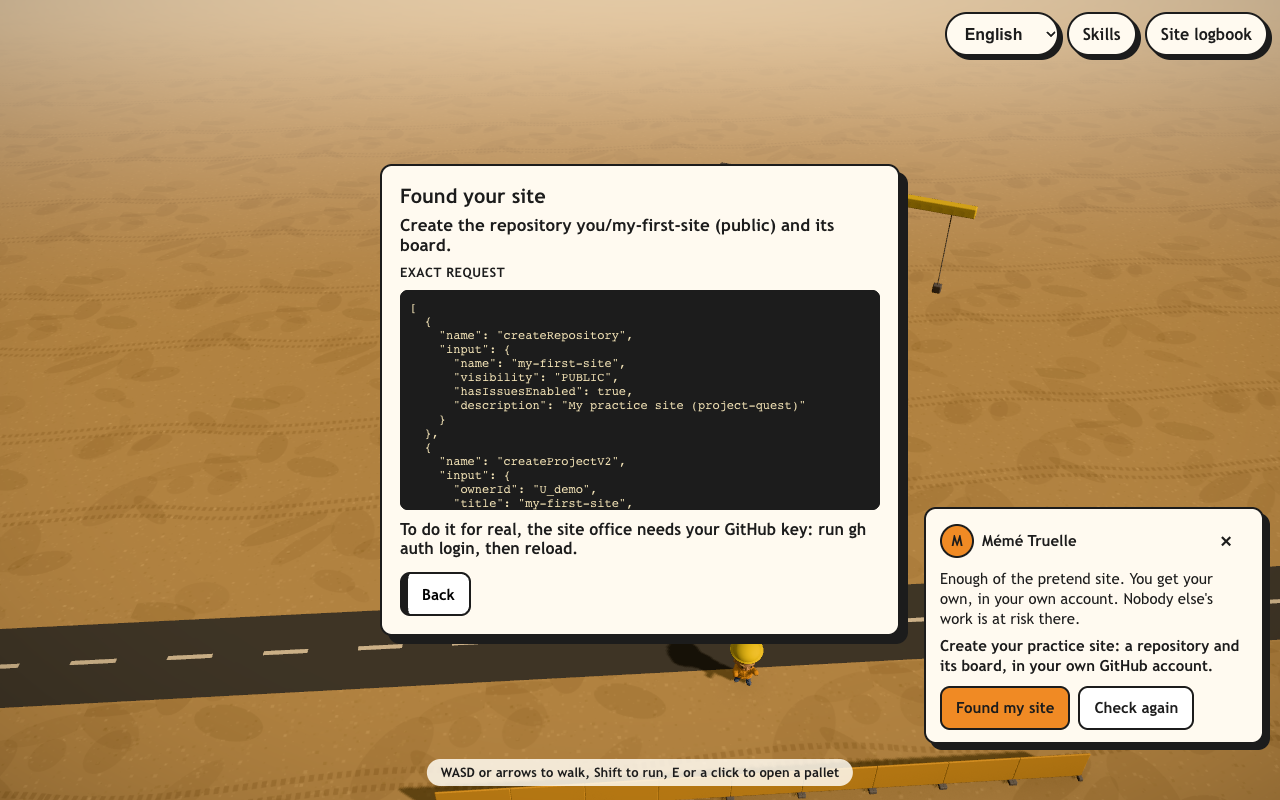 English
Skills
Site logbook
Found your site
Create the repository you/my-first-site (public) and its
board.
EXACT REQUEST
[
  {
    "name": "createRepository",
    "input": {
      "name": "my-first-site",
      "visibility": "PUBLIC",
      "hasIssuesEnabled": true,
      "description": "My practice site (project-quest)"
    }
  },
  {
    "name": "createProjectV2",
    "input": {
      "ownerId": "U_demo",
      "title": "my-first-site",
To do it for real, the site office needs your GitHub key: run gh
auth login, then reload.
Back
M
Mémé Truelle
×
Enough of the pretend site. You get your
own, in your own account. Nobody else's
work is at risk there.
Create your practice site: a repository and
its board, in your own GitHub account.
Found my site
Check again
WASD or arrows to walk, Shift to run, E or a click to open a pallet